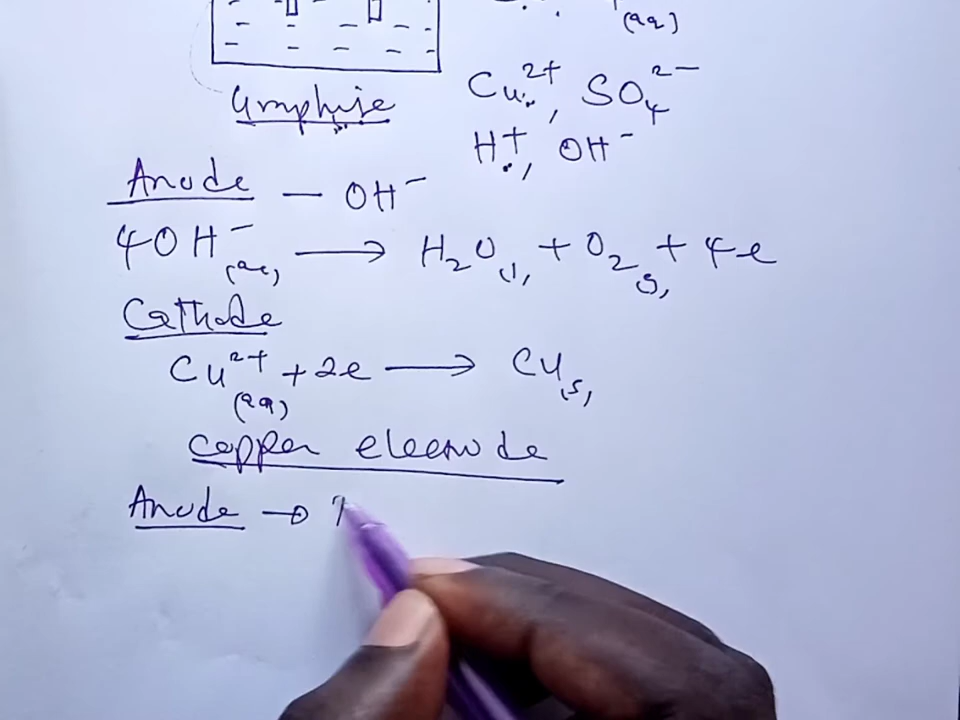 (aq)
Cu²⁺, SO₄²⁻
Graphite
H⁺, OH⁻
Anode — OH⁻
4OH⁻(aq) ⟶ H₂O(l) + O₂(g) + 4e
Cathode
Cu²⁺(aq) + 2e ⟶ Cu(s)
Copper electrode
Anode →